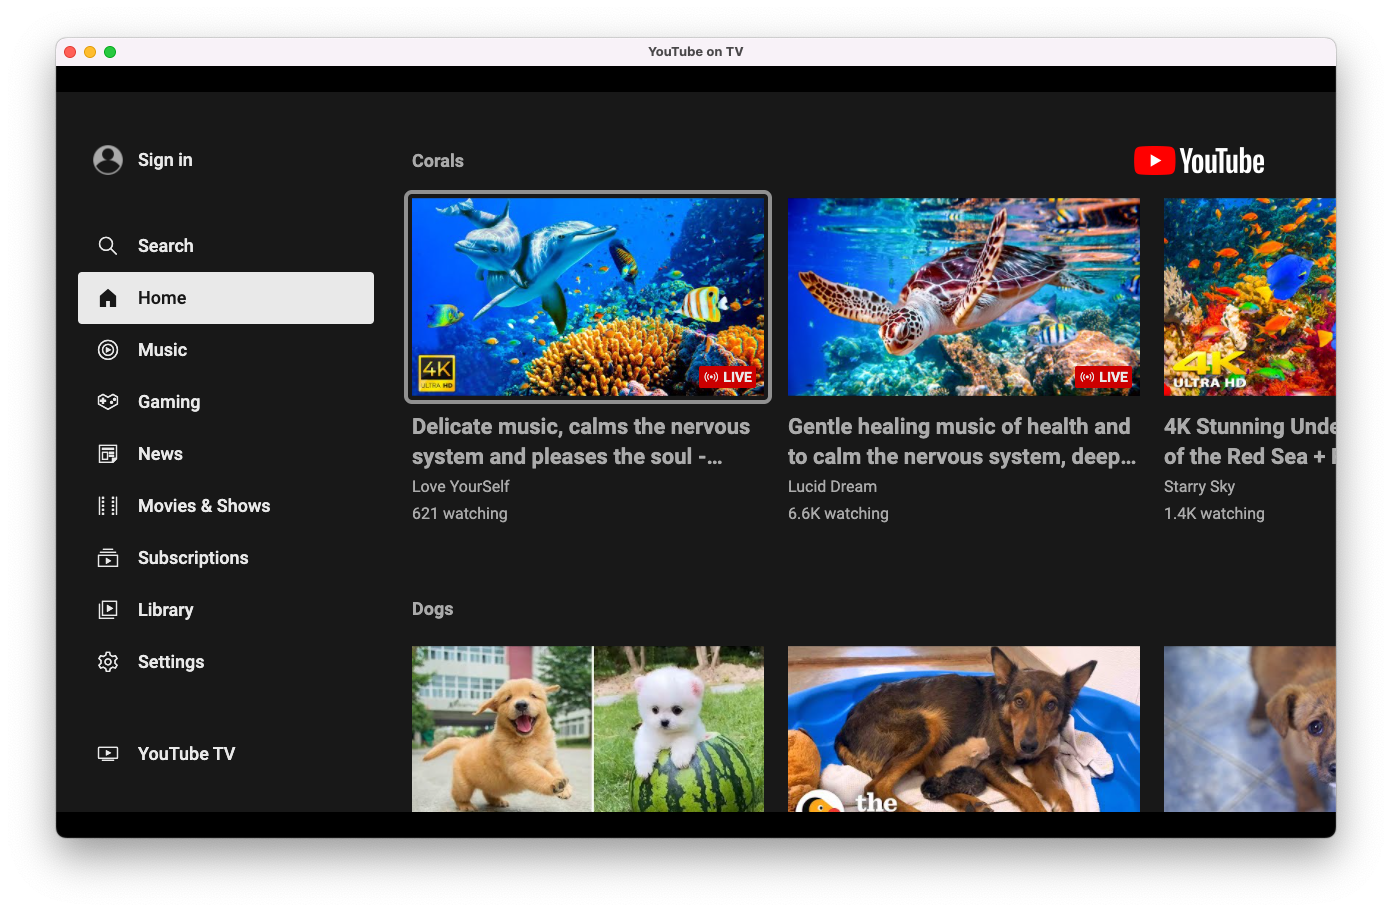 YouTube on TV
Sign in
Search
Home
Music
Gaming
News
Movies & Shows
Subscriptions
Library
Settings
YouTube TV
YouTube
Corals
4K
ULTRA HD
LIVE
Delicate music, calms the nervous
system and pleases the soul -...
Love YourSelf
621 watching
LIVE
Gentle healing music of health and
to calm the nervous system, deep...
Lucid Dream
6.6K watching
4K
ULTRA HD
4K Stunning Unde
of the Red Sea +
Starry Sky
1.4K watching
Dogs
the